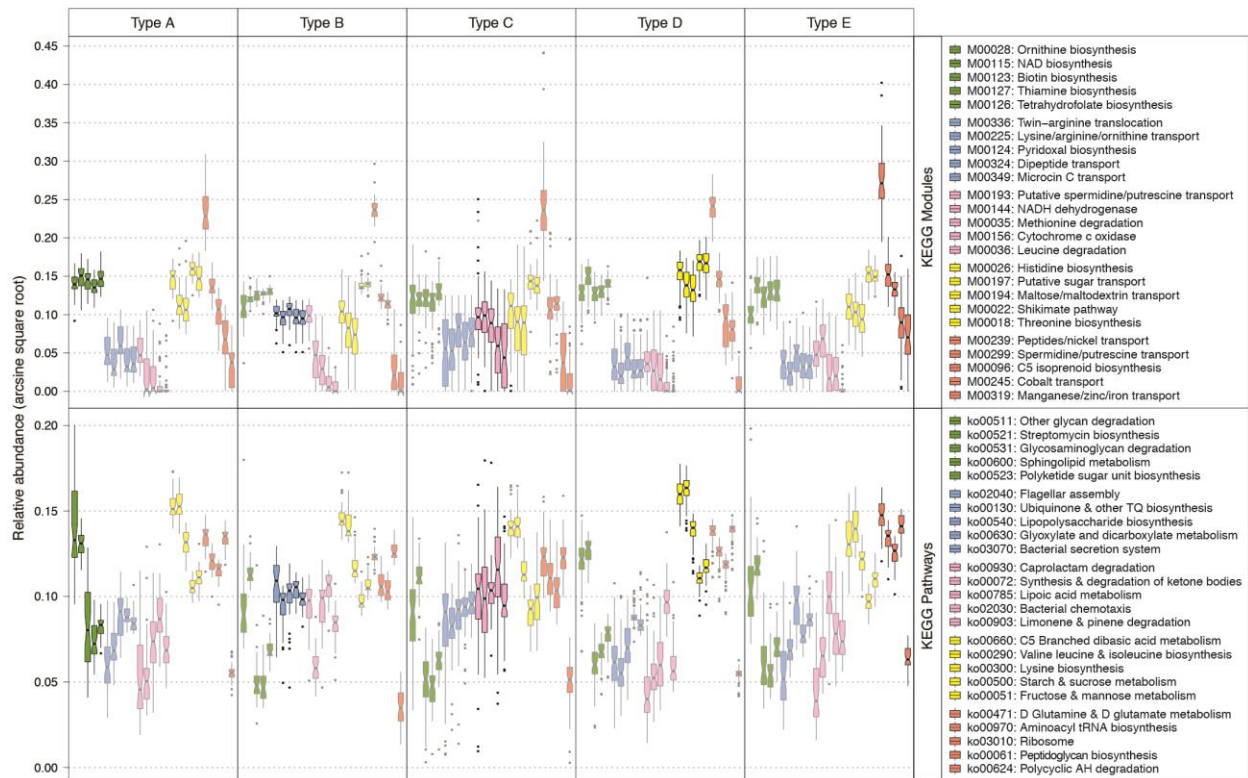 Type A Type B Type C Type D Type E
Relative abundance (arcsine square root)
0.45
0.40
0.35
0.30
0.25
0.20
0.15
0.10
0.05
0.00
KEGG Modules
M00028: Ornithine biosynthesis
M00115: NAD biosynthesis
M00123: Biotin biosynthesis
M00127: Thiamine biosynthesis
M00126: Tetrahydrofolate biosynthesis
M00336: Twin-arginine translocation
M00225: Lysine/arginine/ornithine transport
M00124: Pyridoxal biosynthesis
M00324: Dipeptide transport
M00349: Microcin C transport
M00193: Putative spermidine/putrescine transport
M00144: NADH dehydrogenase
M00035: Methionine degradation
M00156: Cytochrome c oxidase
M00036: Leucine degradation
M00026: Histidine biosynthesis
M00197: Putative sugar transport
M00194: Maltose/maltodextrin transport
M00022: Shikimate pathway
M00018: Threonine biosynthesis
M00239: Peptides/nickel transport
M00299: Spermidine/putrescine transport
M00096: C5 isoprenoid biosynthesis
M00245: Cobalt transport
M00319: Manganese/zinc/iron transport
0.20
0.15
0.10
0.05
0.00
KEGG Pathways
ko00511: Other glycan degradation
ko00521: Streptomycin biosynthesis
ko00531: Glycosaminoglycan degradation
ko00600: Sphingolipid metabolism
ko00523: Polyketide sugar unit biosynthesis
ko02040: Flagellar assembly
ko00130: Ubiquinone & other TQ biosynthesis
ko00540: Lipopolysaccharide biosynthesis
ko00630: Glyoxylate and dicarboxylate metabolism
ko03070: Bacterial secretion system
ko00930: Caprolactam degradation
ko00072: Synthesis & degradation of ketone bodies
ko00785: Lipoic acid metabolism
ko02030: Bacterial chemotaxis
ko00903: Limonene & pinene degradation
ko00660: C5 Branched dibasic acid metabolism
ko00290: Valine leucine & isoleucine biosynthesis
ko00300: Lysine biosynthesis
ko00500: Starch & sucrose metabolism
ko00051: Fructose & mannose metabolism
ko00471: D Glutamine & D glutamate metabolism
ko00970: Aminoacyl tRNA biosynthesis
ko03010: Ribosome
ko00061: Peptidoglycan biosynthesis
ko00624: Polycyclic AH degradation